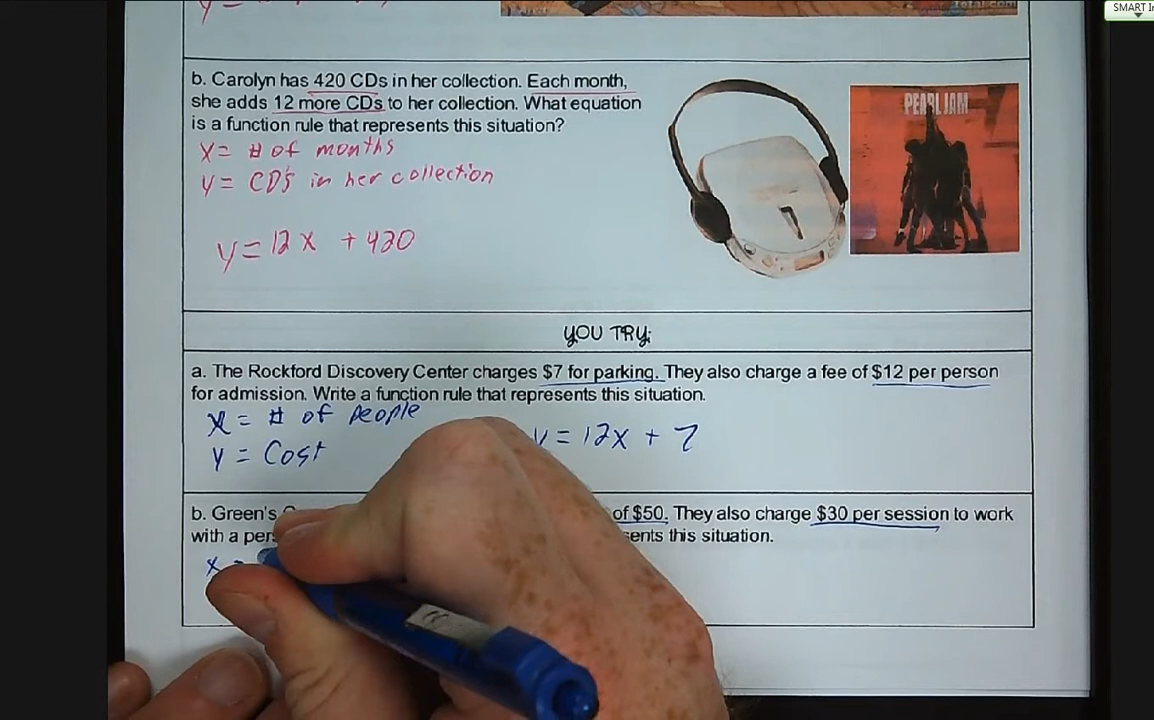 SMART In
y =
b. Carolyn has 420 CDs in her collection. Each month,
she adds 12 more CDs to her collection. What equation
is a function rule that represents this situation?
x = # of months
y = CD's in her collection
y = 12x + 420
PEARL JAM
YOU TRY:
a. The Rockford Discovery Center charges $7 for parking. They also charge a fee of $12 per person
for admission. Write a function rule that represents this situation.
x = # of people
y = Cost
y = 12x + 7
b. Green's of $50. They also charge $30 per session to work
with a this situation.
x =